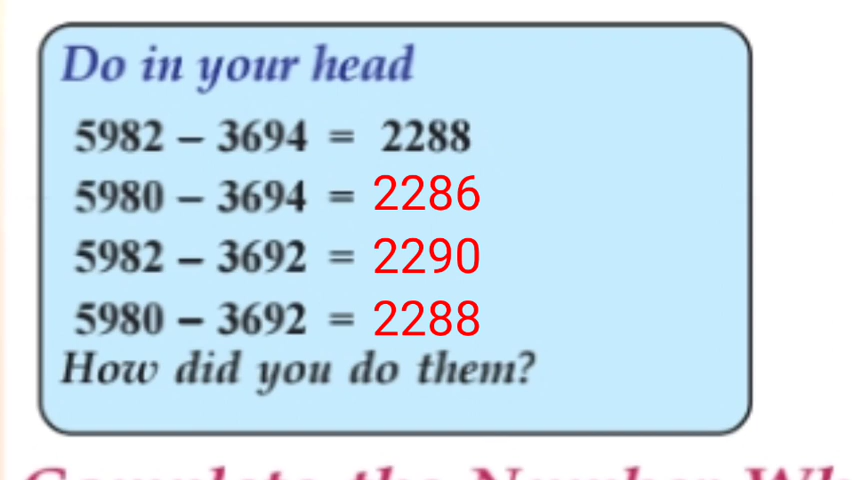 Do in your head
5982 – 3694 = 2288
5980 – 3694 = 2286
5982 – 3692 = 2290
5980 – 3692 = 2288
How did you do them?